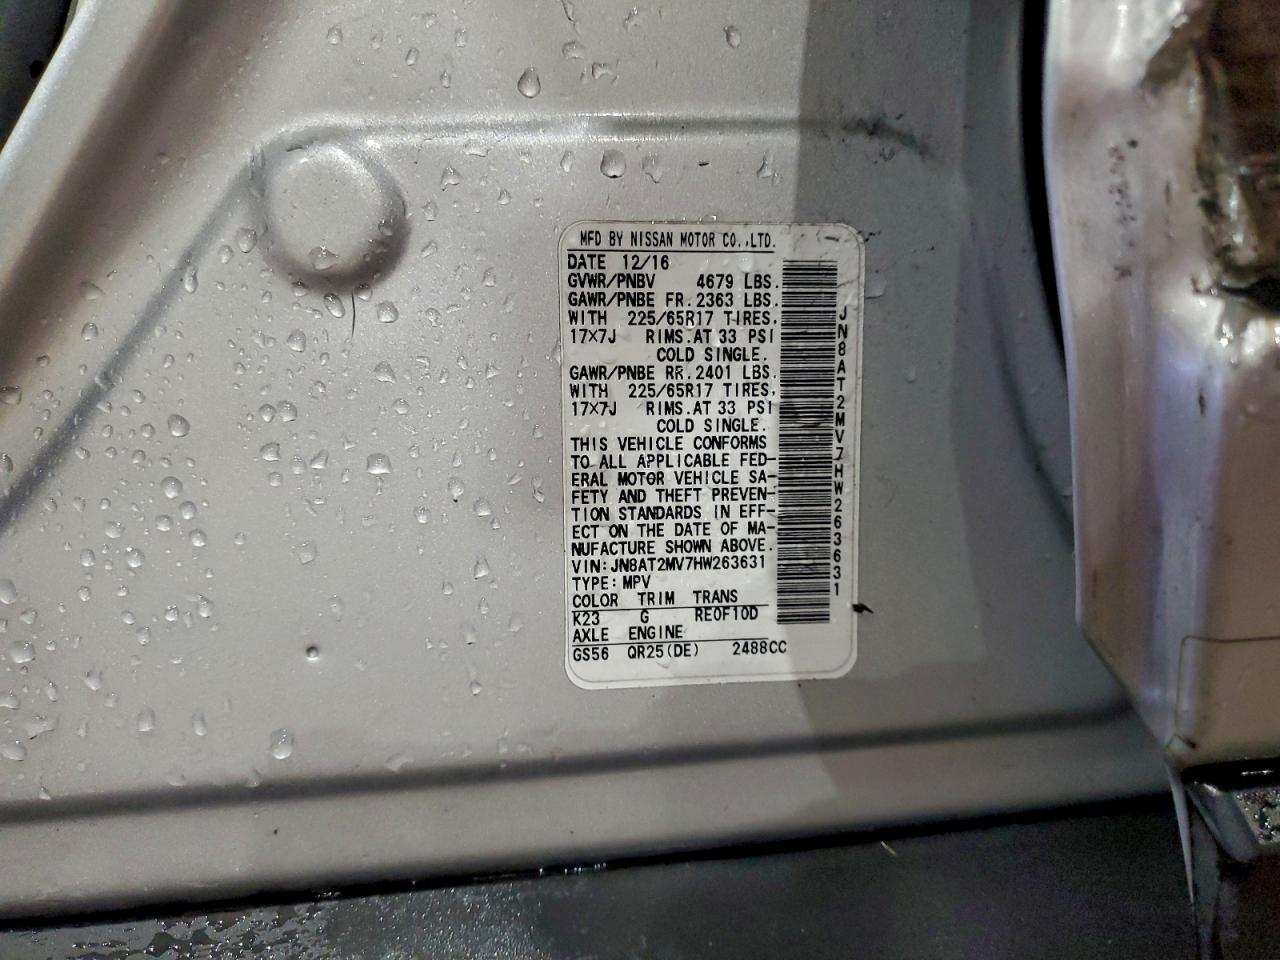 MFD BY NISSAN MOTOR CO.,LTD.
DATE 12/16
GVWR/PNBV 4679 LBS.
GAWR/PNBE FR. 2363 LBS.
WITH 225/65R17 TIRES,
17×7J RIMS.AT 33 PSI
COLD SINGLE.
GAWR/PNBE RR. 2401 LBS.
WITH 225/65R17 TIRES,
17×7J RIMS.AT 33 PSI
COLD SINGLE.
THIS VEHICLE CONFORMS
TO ALL APPLICABLE FED-
ERAL MOTOR VEHICLE SA-
FETY AND THEFT PREVEN-
TION STANDARDS IN EFF-
ECT ON THE DATE OF MA-
NUFACTURE SHOWN ABOVE.
VIN:JN8AT2MV7HW263631
TYPE:MPV
COLOR TRIM TRANS
K23 G RE0F10D
AXLE ENGINE
GS56 QR25(DE) 2488CC
JN8AT2MV7HW263631